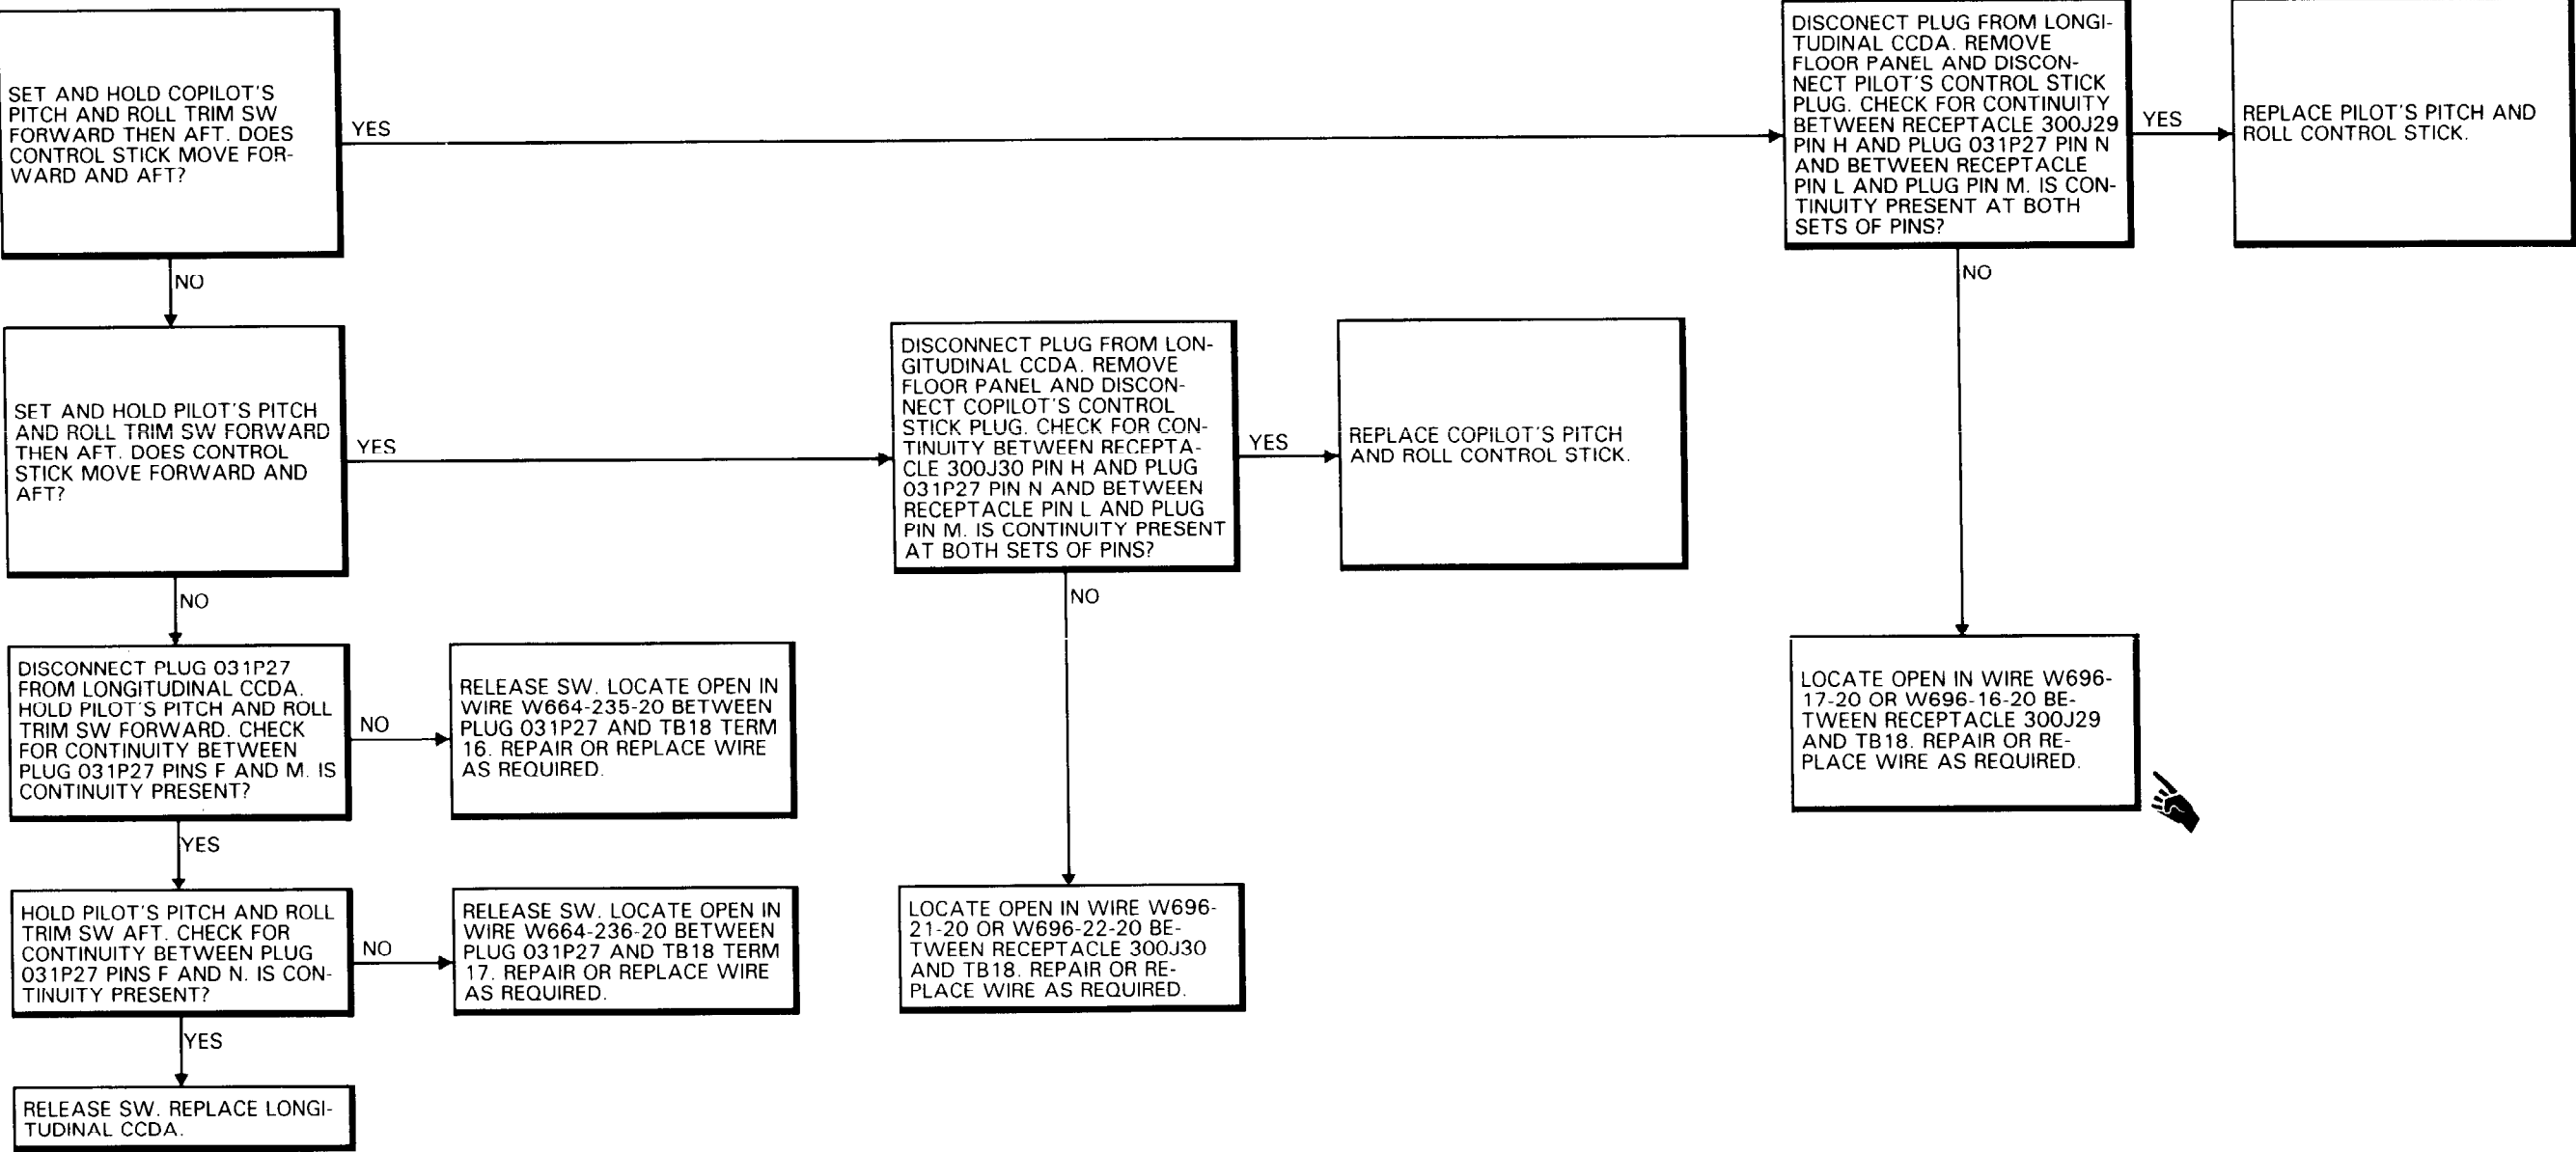 SET AND HOLD COPILOT'S
PITCH AND ROLL TRIM SW
FORWARD THEN AFT. DOES
CONTROL STICK MOVE FOR-
WARD AND AFT?
YES
DISCONECT PLUG FROM LONGI-
TUDINAL CCDA. REMOVE
FLOOR PANEL AND DISCON-
NECT PILOT'S CONTROL STICK
PLUG. CHECK FOR CONTINUITY
BETWEEN RECEPTACLE 300J29
PIN H AND PLUG 031P27 PIN N
AND BETWEEN RECEPTACLE
PIN L AND PLUG PIN M. IS CON-
TINUITY PRESENT AT BOTH
SETS OF PINS?
YES
REPLACE PILOT'S PITCH AND
ROLL CONTROL STICK.
NO
NO
SET AND HOLD PILOT'S PITCH
AND ROLL TRIM SW FORWARD
THEN AFT. DOES CONTROL
STICK MOVE FORWARD AND
AFT?
YES
DISCONNECT PLUG FROM LON-
GITUDINAL CCDA. REMOVE
FLOOR PANEL AND DISCON-
NECT COPILOT'S CONTROL
STICK PLUG. CHECK FOR CON-
TINUITY BETWEEN RECEPTA-
CLE 300J30 PIN H AND PLUG
031P27 PIN N AND BETWEEN
RECEPTACLE PIN L AND PLUG
PIN M. IS CONTINUITY PRESENT
AT BOTH SETS OF PINS?
YES
REPLACE COPILOT'S PITCH
AND ROLL CONTROL STICK.
NO
NO
DISCONNECT PLUG 031P27
FROM LONGITUDINAL CCDA.
HOLD PILOT'S PITCH AND ROLL
TRIM SW FORWARD. CHECK
FOR CONTINUITY BETWEEN
PLUG 031P27 PINS F AND M. IS
CONTINUITY PRESENT?
NO
RELEASE SW. LOCATE OPEN IN
WIRE W664-235-20 BETWEEN
PLUG 031P27 AND TB18 TERM
16. REPAIR OR REPLACE WIRE
AS REQUIRED.
LOCATE OPEN IN WIRE W696-
17-20 OR W696-16-20 BE-
TWEEN RECEPTACLE 300J29
AND TB18. REPAIR OR RE-
PLACE WIRE AS REQUIRED.
YES
HOLD PILOT'S PITCH AND ROLL
TRIM SW AFT. CHECK FOR
CONTINUITY BETWEEN PLUG
031P27 PINS F AND N. IS CON-
TINUITY PRESENT?
NO
RELEASE SW. LOCATE OPEN IN
WIRE W664-236-20 BETWEEN
PLUG 031P27 AND TB18 TERM
17. REPAIR OR REPLACE WIRE
AS REQUIRED.
LOCATE OPEN IN WIRE W696-
21-20 OR W696-22-20 BE-
TWEEN RECEPTACLE 300J30
AND TB18. REPAIR OR RE-
PLACE WIRE AS REQUIRED.
YES
RELEASE SW. REPLACE LONGI-
TUDINAL CCDA.